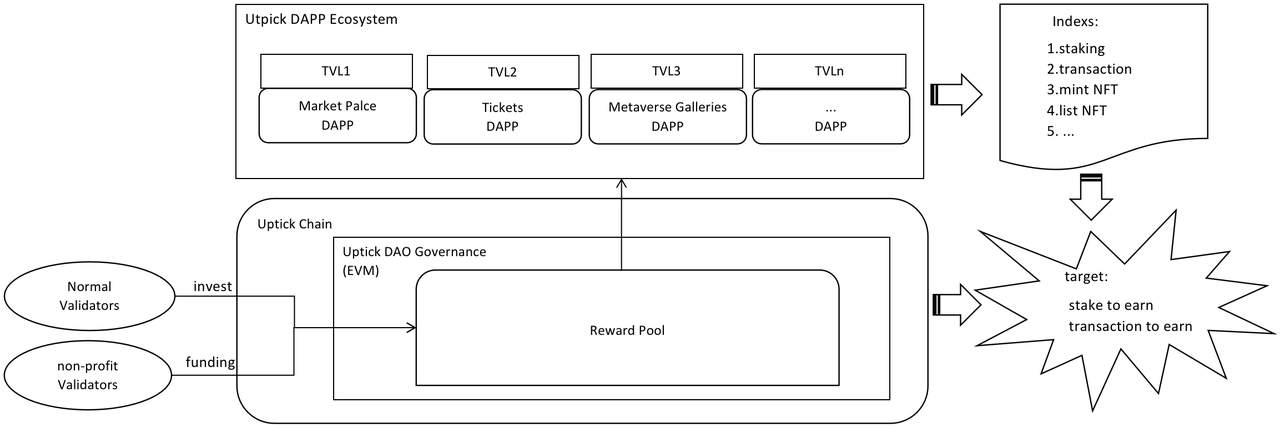 Utpick DAPP Ecosystem
TVL1
TVL2
TVL3
TVLn
Market Palce
DAPP
Tickets
DAPP
Metaverse Galleries
DAPP
...
DAPP
Indexs:
1.staking
2.transaction
3.mint NFT
4.list NFT
5. ...
Uptick Chain
Uptick DAO Governance
(EVM)
Reward Pool
Normal
Validators
invest
non-profit
Validators
funding
target:
stake to earn
transaction to earn